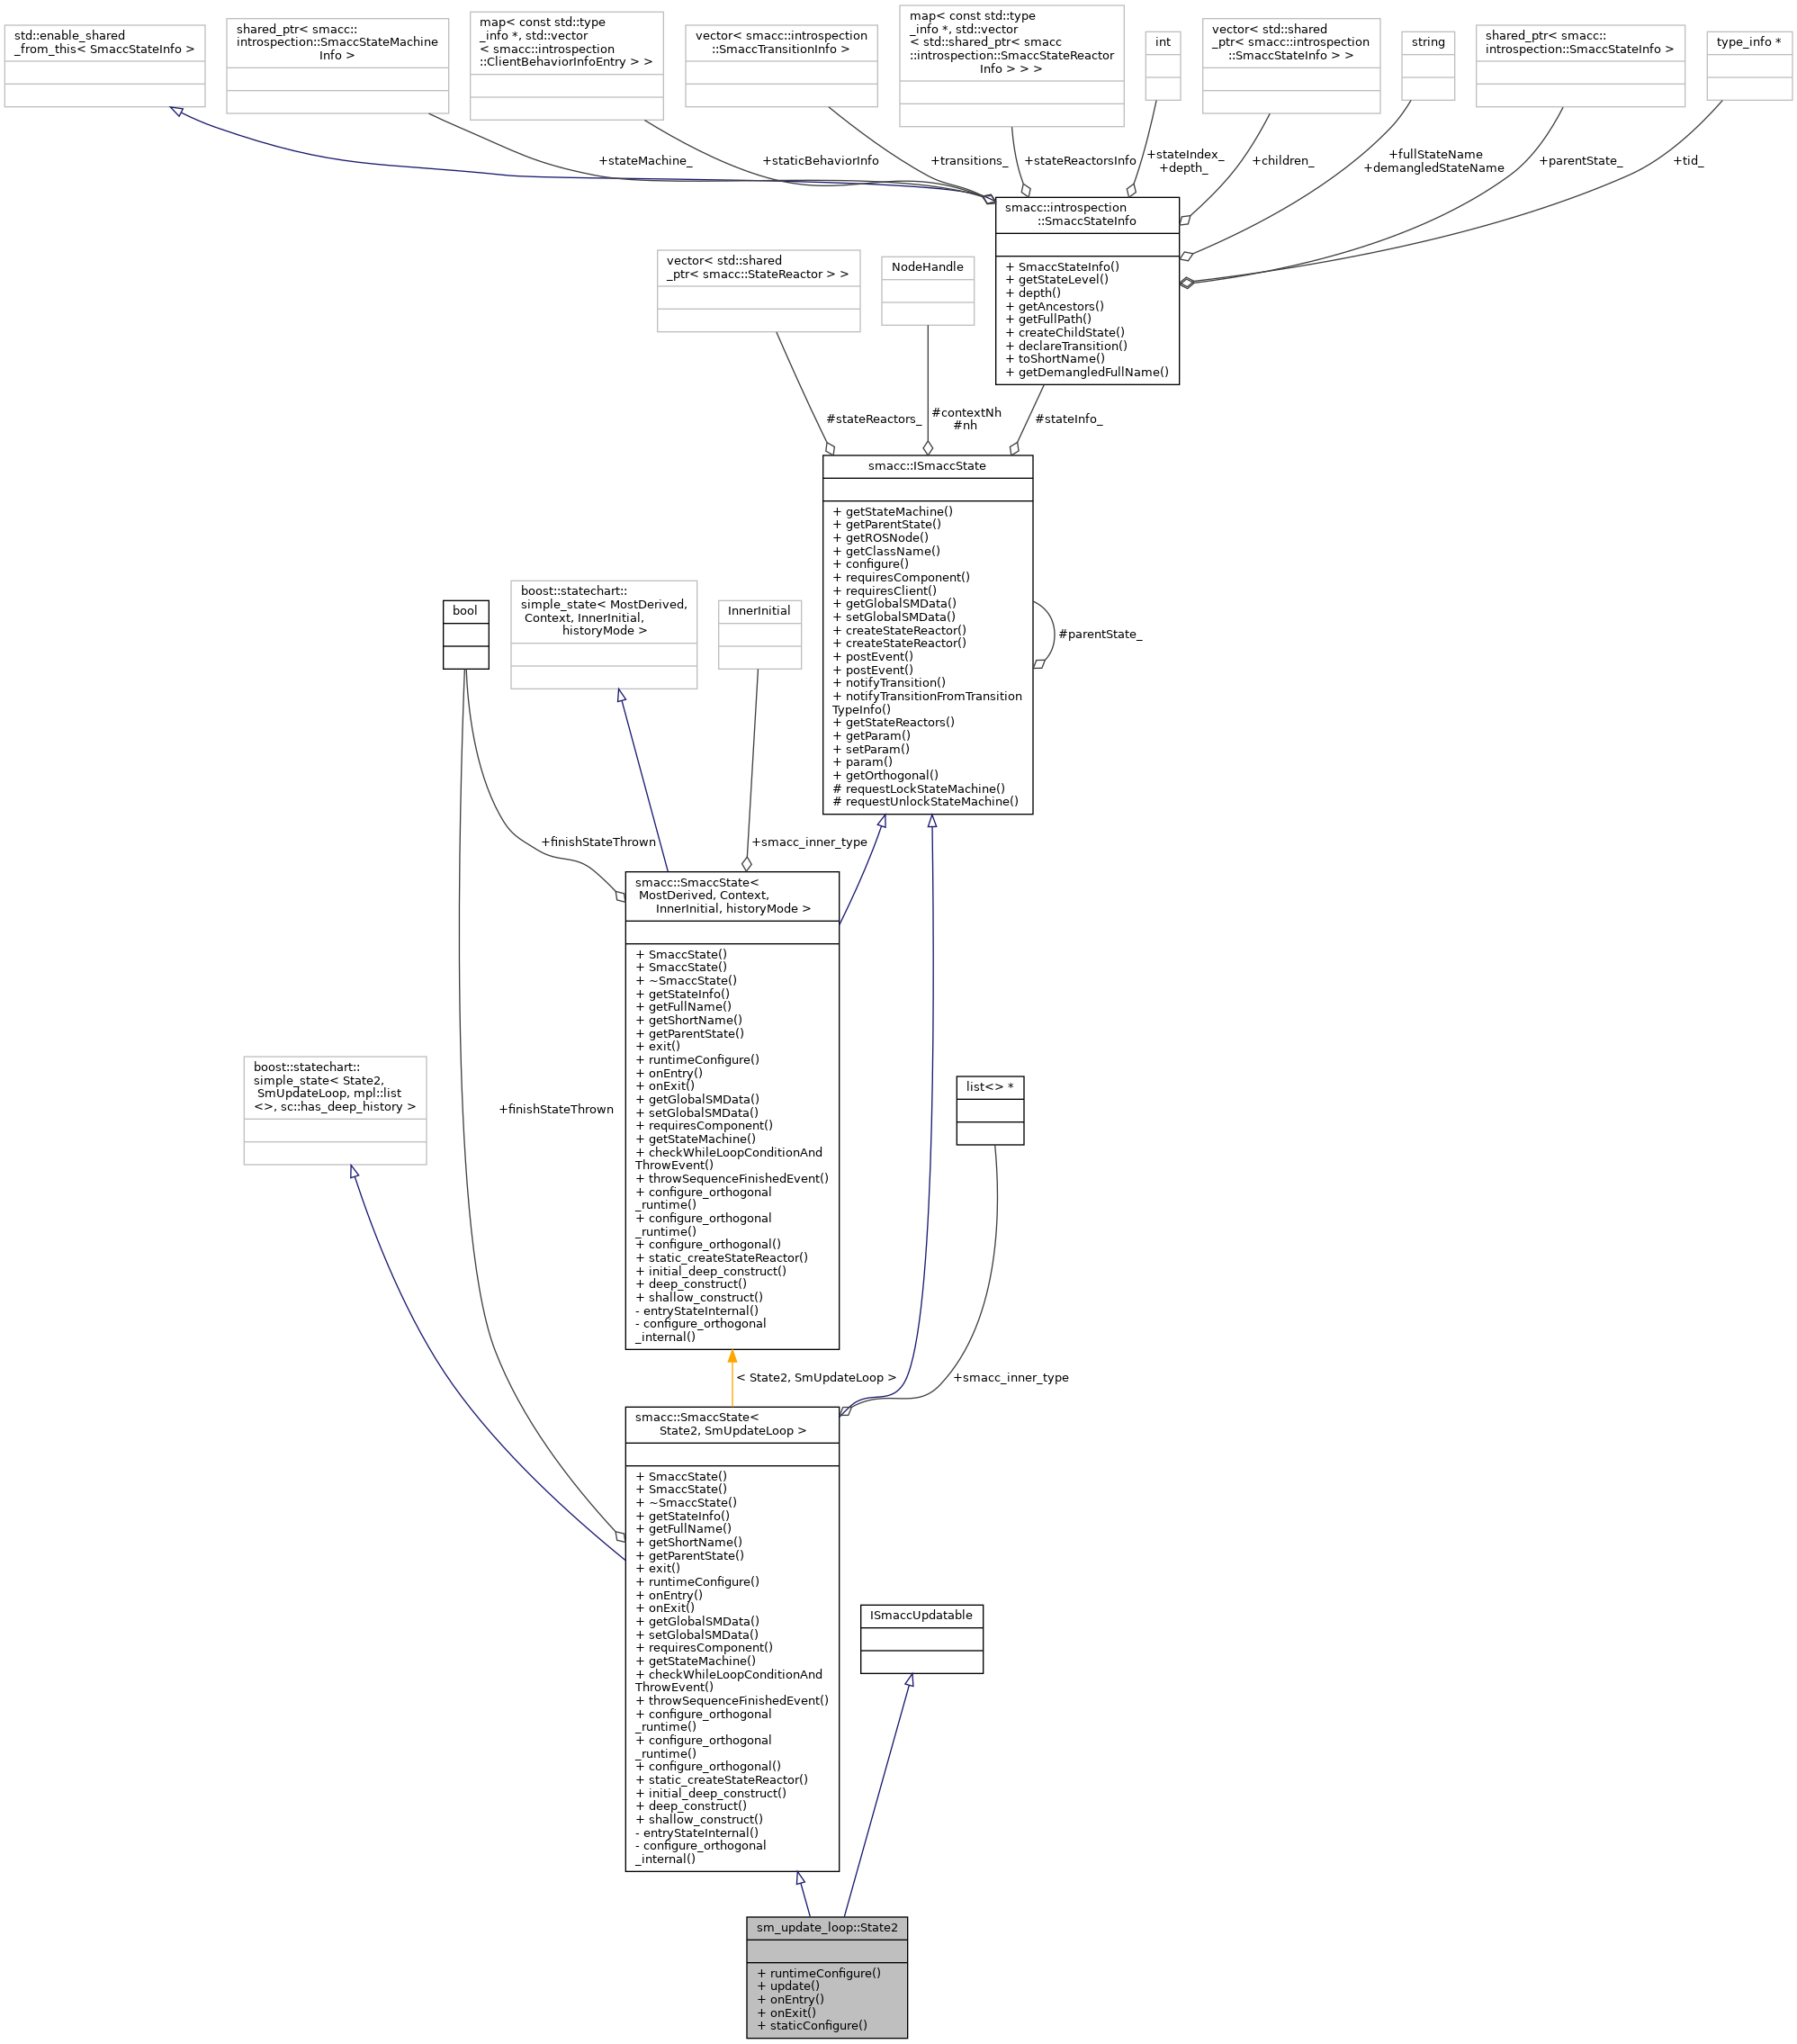 std::enable_shared
_from_this< SmaccStateInfo >
shared_ptr< smacc::
introspection::SmaccStateMachine
Info >
map< const std::type
_info *, std::vector
< smacc::introspection
::ClientBehaviorInfoEntry > >
vector< smacc::introspection
::SmaccTransitionInfo >
map< const std::type
_info *, std::vector
< std::shared_ptr< smacc
::introspection::SmaccStateReactor
Info > > >
int
vector< std::shared
_ptr< smacc::introspection
::SmaccStateInfo > >
string
shared_ptr< smacc::
introspection::SmaccStateInfo >
type_info *
+stateMachine_
+staticBehaviorInfo
+transitions_
+stateReactorsInfo
+stateIndex_
+depth_
+children_
+fullStateName
+demangledStateName
+parentState_
+tid_
smacc::introspection
::SmaccStateInfo
+ SmaccStateInfo()
+ getStateLevel()
+ depth()
+ getAncestors()
+ getFullPath()
+ createChildState()
+ declareTransition()
+ toShortName()
+ getDemangledFullName()
vector< std::shared
_ptr< smacc::StateReactor > >
NodeHandle
#stateReactors_
#contextNh
#nh
#stateInfo_
smacc::ISmaccState
+ getStateMachine()
+ getParentState()
+ getROSNode()
+ getClassName()
+ configure()
+ requiresComponent()
+ requiresClient()
+ getGlobalSMData()
+ setGlobalSMData()
+ createStateReactor()
+ createStateReactor()
+ postEvent()
+ postEvent()
+ notifyTransition()
+ notifyTransitionFromTransition
TypeInfo()
+ getStateReactors()
+ getParam()
+ setParam()
+ param()
+ getOrthogonal()
# requestLockStateMachine()
# requestUnlockStateMachine()
#parentState_
bool
boost::statechart::
simple_state< MostDerived,
Context, InnerInitial,
historyMode >
InnerInitial
+finishStateThrown
+smacc_inner_type
smacc::SmaccState<
MostDerived, Context,
InnerInitial, historyMode >
+ SmaccState()
+ SmaccState()
+ ~SmaccState()
+ getStateInfo()
+ getFullName()
+ getShortName()
+ getParentState()
+ exit()
+ runtimeConfigure()
+ onEntry()
+ onExit()
+ getGlobalSMData()
+ setGlobalSMData()
+ requiresComponent()
+ getStateMachine()
+ checkWhileLoopConditionAnd
ThrowEvent()
+ throwSequenceFinishedEvent()
+ configure_orthogonal
_runtime()
+ configure_orthogonal
_runtime()
+ configure_orthogonal()
+ static_createStateReactor()
+ initial_deep_construct()
+ deep_construct()
+ shallow_construct()
- entryStateInternal()
- configure_orthogonal
_internal()
boost::statechart::
simple_state< State2,
SmUpdateLoop, mpl::list
<>, sc::has_deep_history >
+finishStateThrown
list<> *
< State2, SmUpdateLoop >
+smacc_inner_type
smacc::SmaccState<
State2, SmUpdateLoop >
+ SmaccState()
+ SmaccState()
+ ~SmaccState()
+ getStateInfo()
+ getFullName()
+ getShortName()
+ getParentState()
+ exit()
+ runtimeConfigure()
+ onEntry()
+ onExit()
+ getGlobalSMData()
+ setGlobalSMData()
+ requiresComponent()
+ getStateMachine()
+ checkWhileLoopConditionAnd
ThrowEvent()
+ throwSequenceFinishedEvent()
+ configure_orthogonal
_runtime()
+ configure_orthogonal
_runtime()
+ configure_orthogonal()
+ static_createStateReactor()
+ initial_deep_construct()
+ deep_construct()
+ shallow_construct()
- entryStateInternal()
- configure_orthogonal
_internal()
ISmaccUpdatable
sm_update_loop::State2
+ runtimeConfigure()
+ update()
+ onEntry()
+ onExit()
+ staticConfigure()